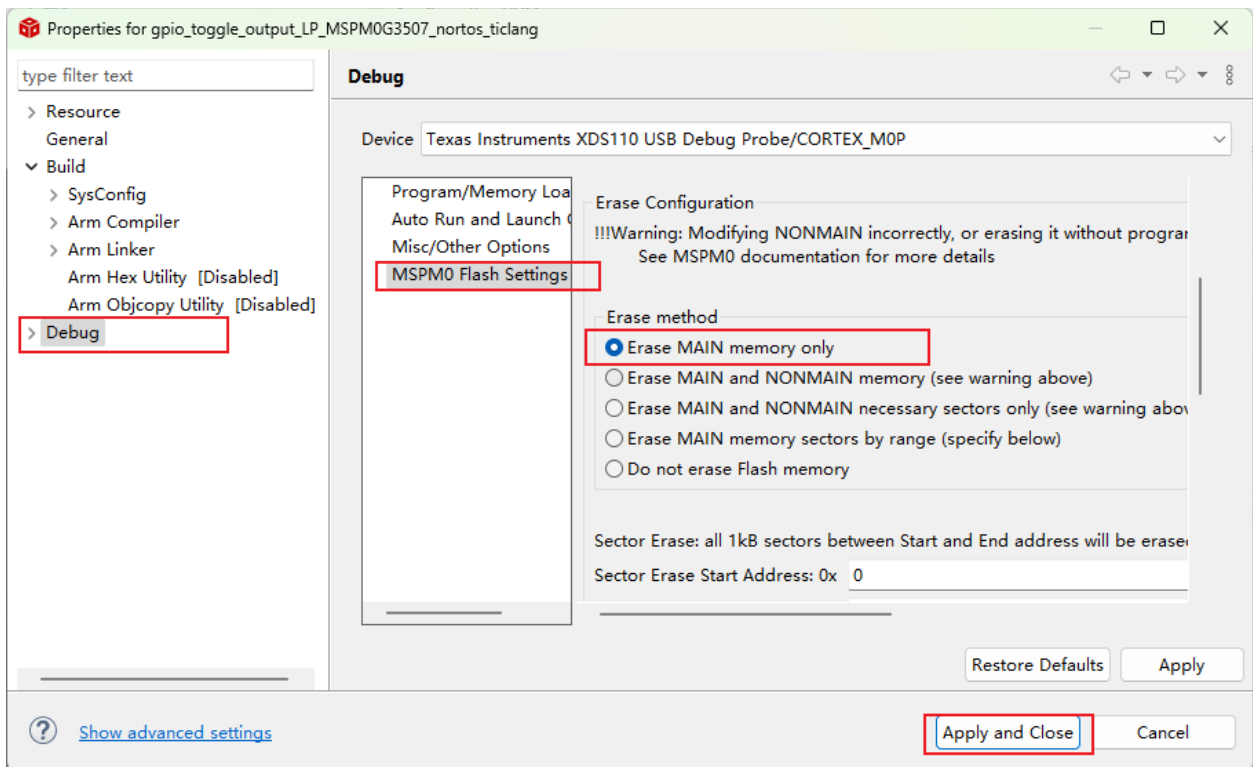 Properties for gpio_toggle_output_LP_MSPM0G3507_nortos_ticlang
type filter text
Resource
General
Build
SysConfig
Arm Compiler
Arm Linker
Arm Hex Utility [Disabled]
Arm Objcopy Utility [Disabled]
Debug
Debug
Device Texas Instruments XDS110 USB Debug Probe/CORTEX_M0P
Program/Memory Loa
Auto Run and Launch
Misc/Other Options
MSPM0 Flash Settings
Erase Configuration
!!!Warning: Modifying NONMAIN incorrectly, or erasing it without program
See MSPM0 documentation for more details
Erase method
Erase MAIN memory only
Erase MAIN and NONMAIN memory (see warning above)
Erase MAIN and NONMAIN necessary sectors only (see warning abov
Erase MAIN memory sectors by range (specify below)
Do not erase Flash memory
Sector Erase: all 1kB sectors between Start and End address will be erase
Sector Erase Start Address: 0x 0
Restore Defaults Apply
? Show advanced settings
Apply and Close Cancel